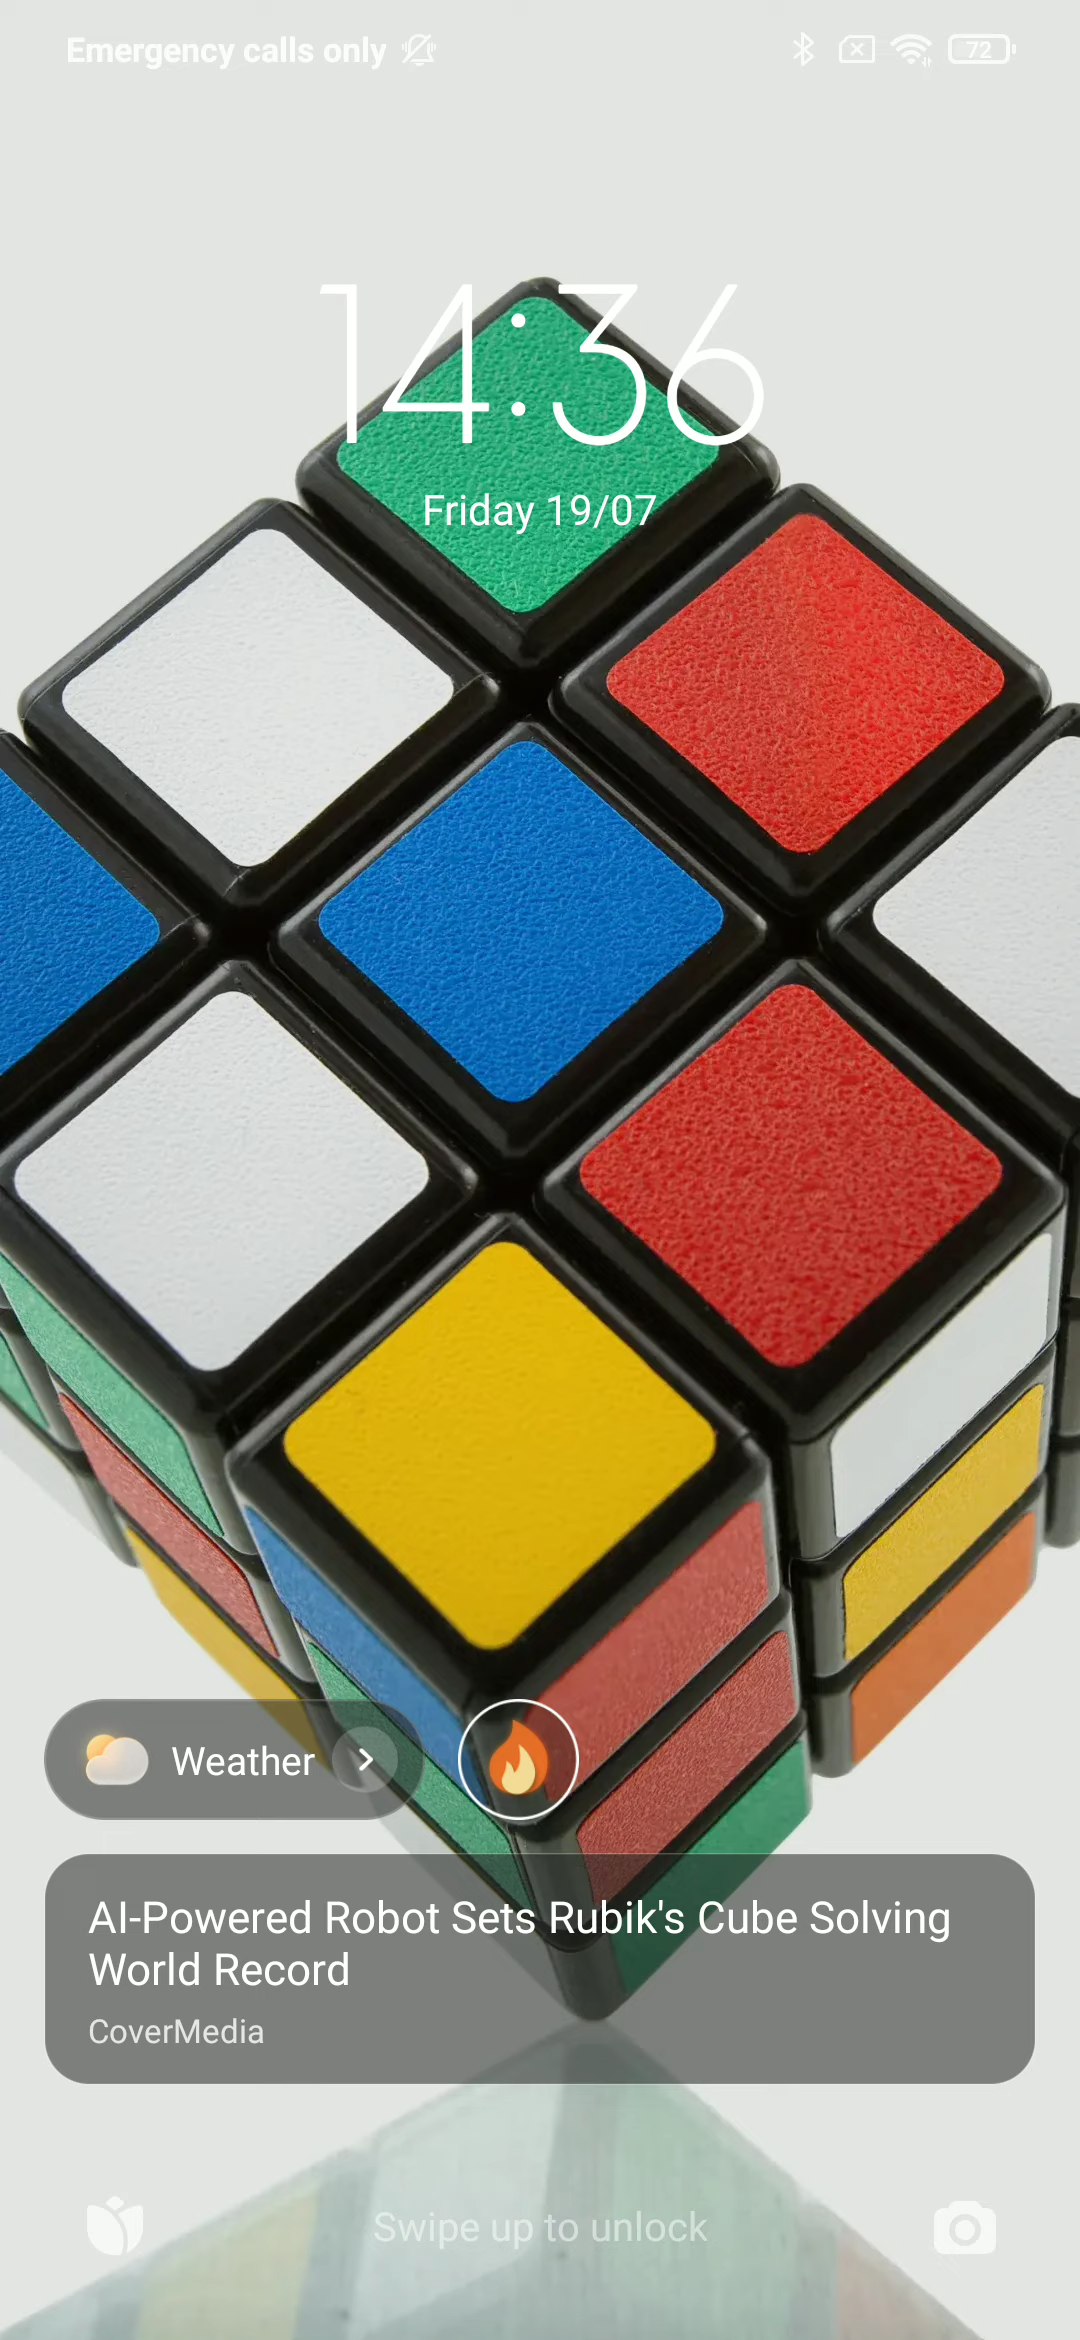 Emergency calls only
72
14:36
Friday 19/07
Weather
AI-Powered Robot Sets Rubik's Cube Solving
World Record
CoverMedia
Swipe up to unlock